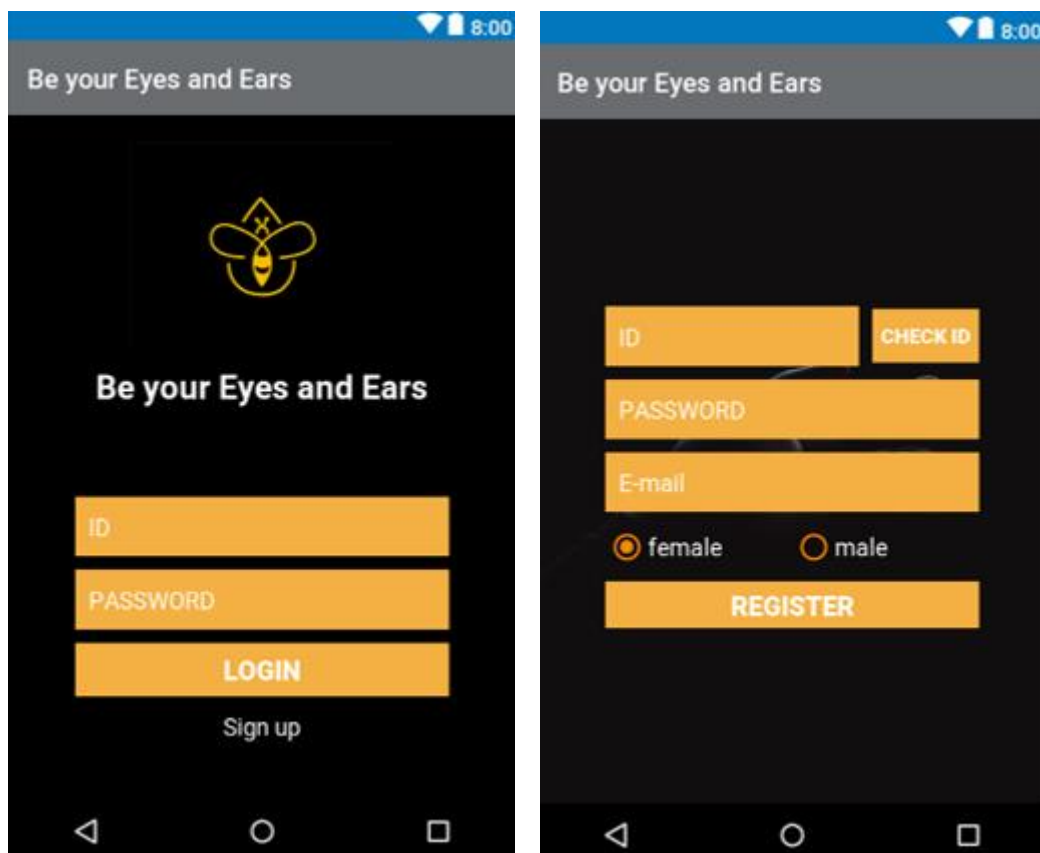 8:00
Be your Eyes and Ears
Be your Eyes and Ears
ID
PASSWORD
LOGIN
Sign up
8:00
Be your Eyes and Ears
ID
CHECK ID
PASSWORD
E-mail
female male
REGISTER